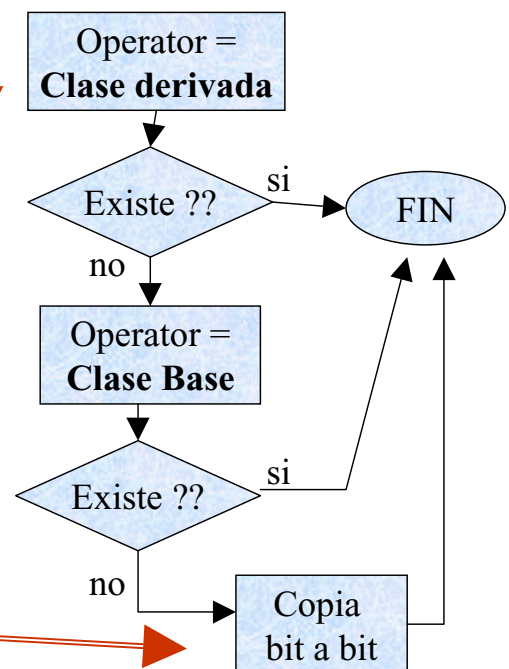 Operator =
Clase derivada
Existe ??
si
FIN
no
Operator =
Clase Base
Existe ??
si
no
Copia
bit a bit